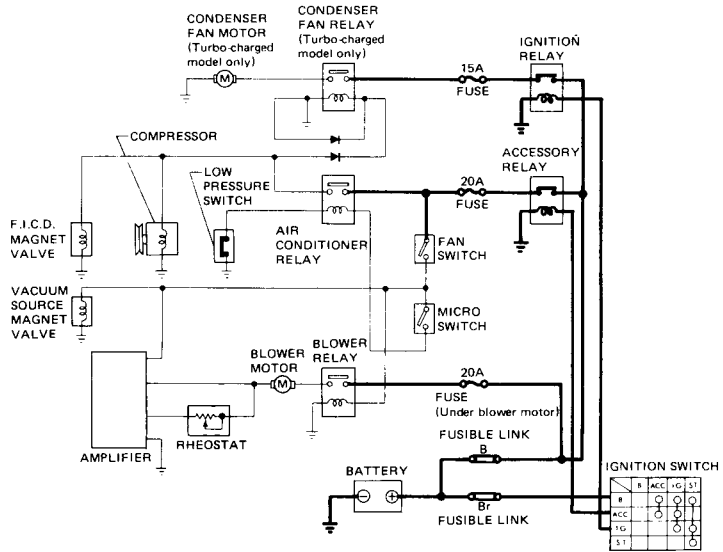 CONDENSER
FAN MOTOR
(Turbo-charged
model only)
CONDENSER
FAN RELAY
(Turbo-charged
model only)
15A
FUSE
IGNITION
RELAY
M
COMPRESSOR
LOW
PRESSURE
SWITCH
ACCESSORY
RELAY
20A
FUSE
F.I.C.D.
MAGNET
VALVE
AIR
CONDITIONER
RELAY
FAN
SWITCH
VACUUM
SOURCE
MAGNET
VALVE
MICRO
SWITCH
BLOWER
MOTOR
BLOWER
RELAY
M
20A
FUSE
(Under blower motor)
RHEOSTAT
AMPLIFIER
FUSIBLE LINK
B
BATTERY
Br
FUSIBLE LINK
IGNITION SWITCH
B ACC IG ST
B
ACC
IG
ST